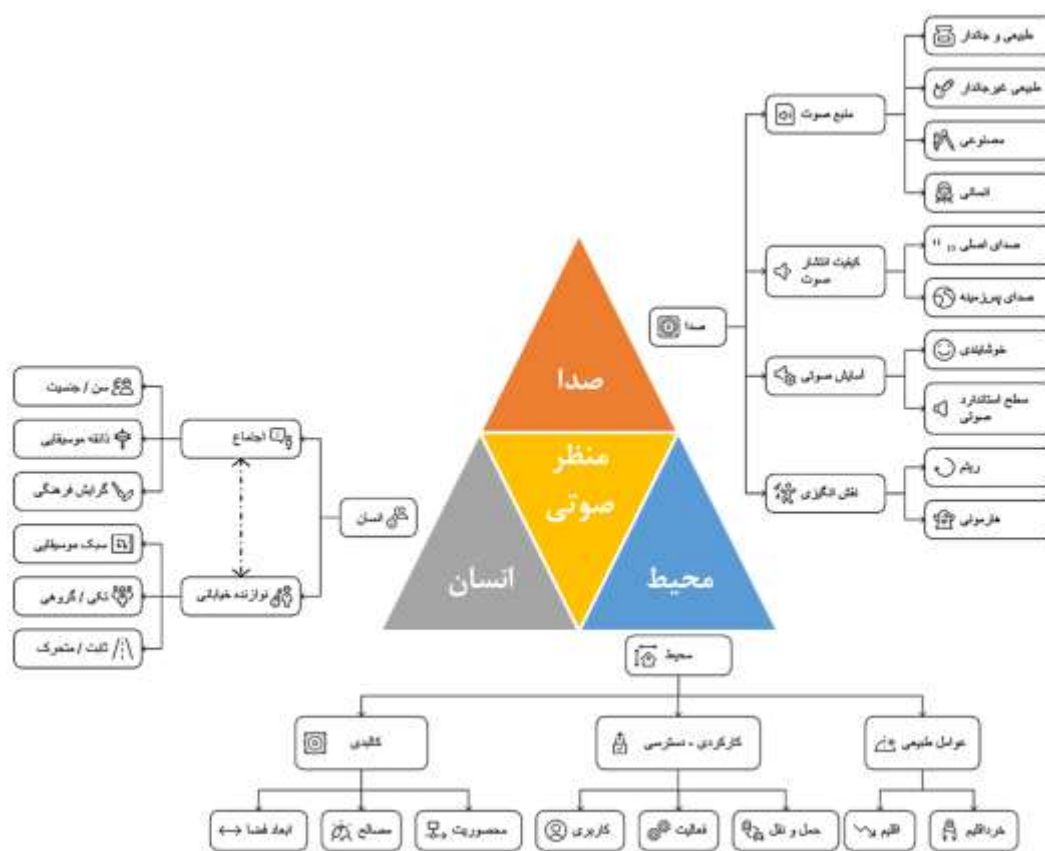 طبیعی و جاندار
طبیعی غیرجاندار
مصنوعی
انسانی
منبع صوت
صدای اصلی
صدای پس‌زمینه
کیفیت انتشار
صوت
صدا
خوشایندی
سطح استاندارد
صوتی
آسایش صوتی
ریتم
هارمونی
نقش انگیزی
صدا
منظر
صوتی
انسان
محیط
سن / جنسیت
ذائقه موسیقایی
گرایش فرهنگی
اجتماع
انسان
سبک موسیقایی
تکی / گروهی
ثابت / متحرک
نوازنده خیابانی
محیط
عوامل طبیعی
کارکردی - دسترسی
کالبدی
خرداقلیم
اقلیم
حمل و نقل
فعالیت
کاربری
محصوریت
مصالح
ابعاد فضا